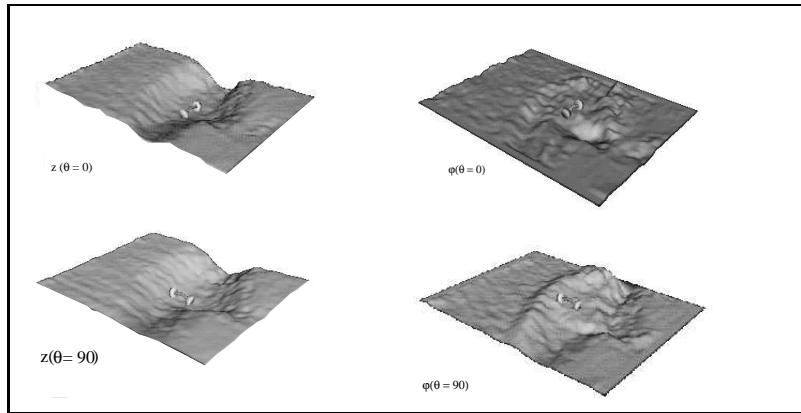 z (θ = 0)
φ(θ = 0)
z(θ = 90)
φ(θ = 90)